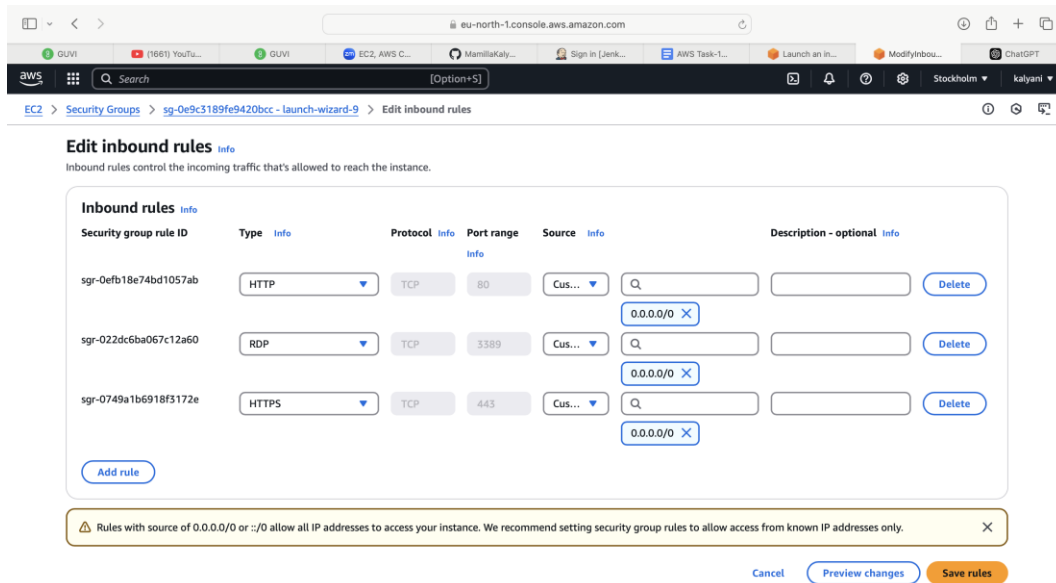 eu-north-1.console.aws.amazon.com
GUVI
(1661) YouTu...
GUVI
EC2, AWS C...
MamillaKaly...
Sign in [Jenk...
AWS Task-1...
Launch an in...
ModifyInbou...
ChatGPT
aws Search [Option+S] Stockholm kalyani
EC2 > Security Groups > sg-0e9c3189fe9420bcc - launch-wizard-9 > Edit inbound rules
Edit inbound rules Info
Inbound rules control the incoming traffic that's allowed to reach the instance.
Inbound rules Info
Security group rule ID Type Info Protocol Info Port range Info Source Info Description - optional Info
sgr-0efb18e74bd1057ab HTTP TCP 80 Cus... Delete
0.0.0.0/0
sgr-022dc6ba067c12a60 RDP TCP 3389 Cus... Delete
0.0.0.0/0
sgr-0749a1b6918f3172e HTTPS TCP 443 Cus... Delete
0.0.0.0/0
Add rule
Rules with source of 0.0.0.0/0 or ::/0 allow all IP addresses to access your instance. We recommend setting security group rules to allow access from known IP addresses only.
Cancel Preview changes Save rules